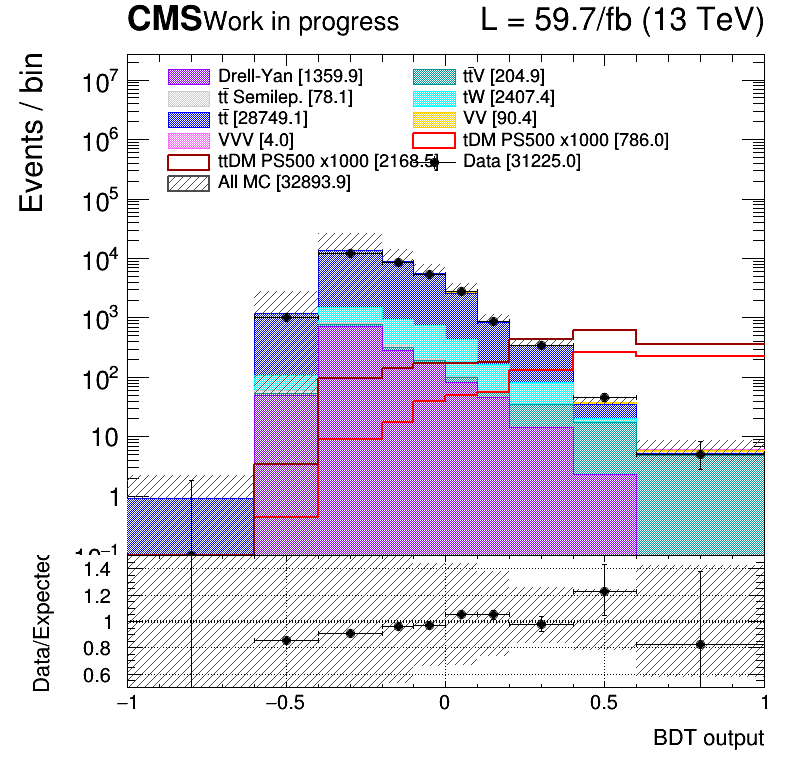 CMS Work in progress L = 59.7/fb (13 TeV)
Events / bin
Drell-Yan [1359.9] tt̄V [204.9]
tt̄ Semilep. [78.1] tW [2407.4]
tt̄ [28749.1] VV [90.4]
VVV [4.0] tDM PS500 x1000 [786.0]
ttDM PS500 x1000 [2168.5] Data [31225.0]
All MC [32893.9]
10⁷
10⁶
10⁵
10⁴
10³
10²
10
1
10⁻¹
Data/Expected
1.4
1.2
1
0.8
0.6
−1 −0.5 0 0.5 1
BDT output